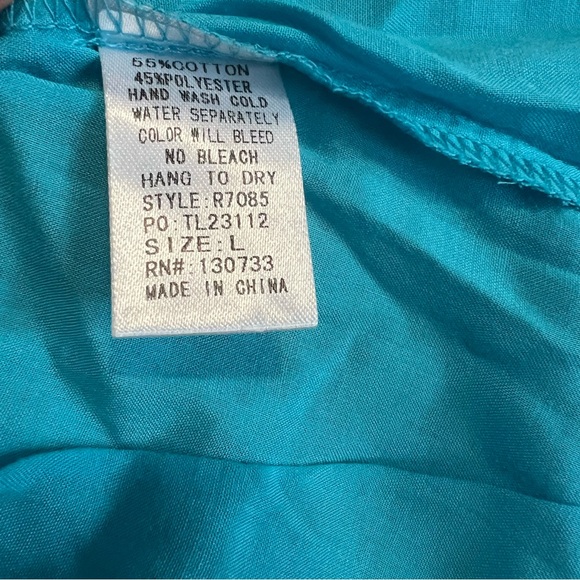 55%COTTON
45%POLYESTER
HAND WASH COLD
WATER SEPARATELY
COLOR WILL BLEED
NO BLEACH
HANG TO DRY
STYLE:R7085
PO:TL23112
SIZE:L
RN#:130733
MADE IN CHINA